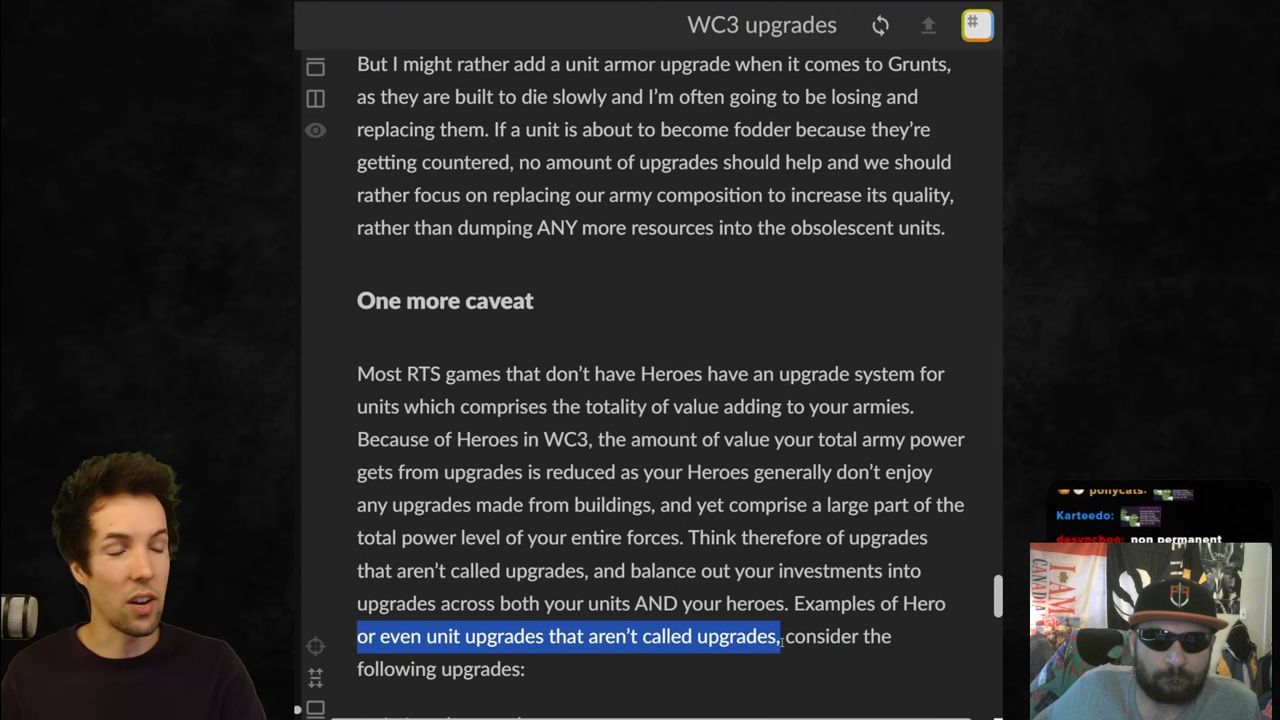 WC3 upgrades
But I might rather add a unit armor upgrade when it comes to Grunts,
as they are built to die slowly and I'm often going to be losing and
replacing them. If a unit is about to become fodder because they're
getting countered, no amount of upgrades should help and we should
rather focus on replacing our army composition to increase its quality,
rather than dumping ANY more resources into the obsolescent units.
One more caveat
Most RTS games that don't have Heroes have an upgrade system for
units which comprises the totality of value adding to your armies.
Because of Heroes in WC3, the amount of value your total army power
gets from upgrades is reduced as your Heroes generally don't enjoy
any upgrades made from buildings, and yet comprise a large part of the
total power level of your entire forces. Think therefore of upgrades
that aren't called upgrades, and balance out your investments into
upgrades across both your units AND your heroes. Examples of Hero
or even unit upgrades that aren't called upgrades, consider the
following upgrades:
ponycats:
Karteedo:
desyncboo: non permanent
I AM
CANADIAN